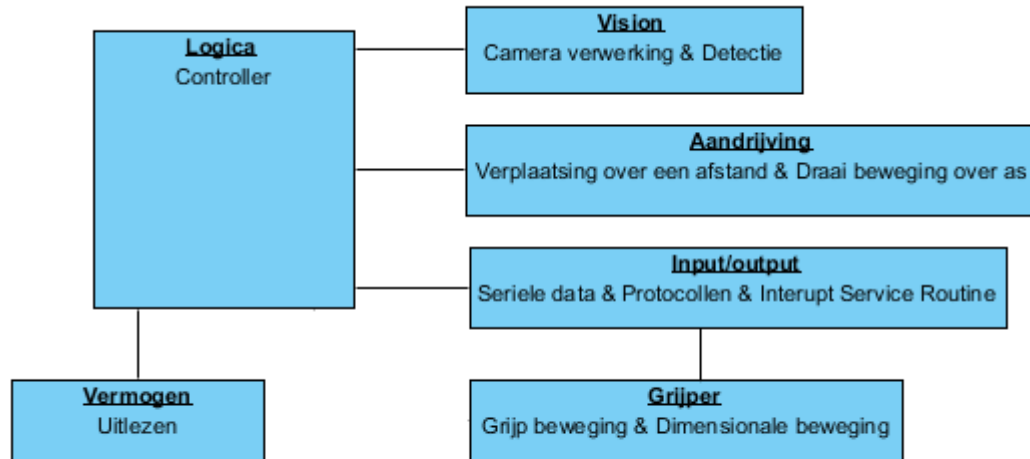 Logica
Controller
Vision
Camera verwerking & Detectie
Aandrijving
Verplaatsing over een afstand & Draai beweging over as
Input/output
Seriele data & Protocollen & Interupt Service Routine
Vermogen
Uitlezen
Grijper
Grijp beweging & Dimensionale beweging